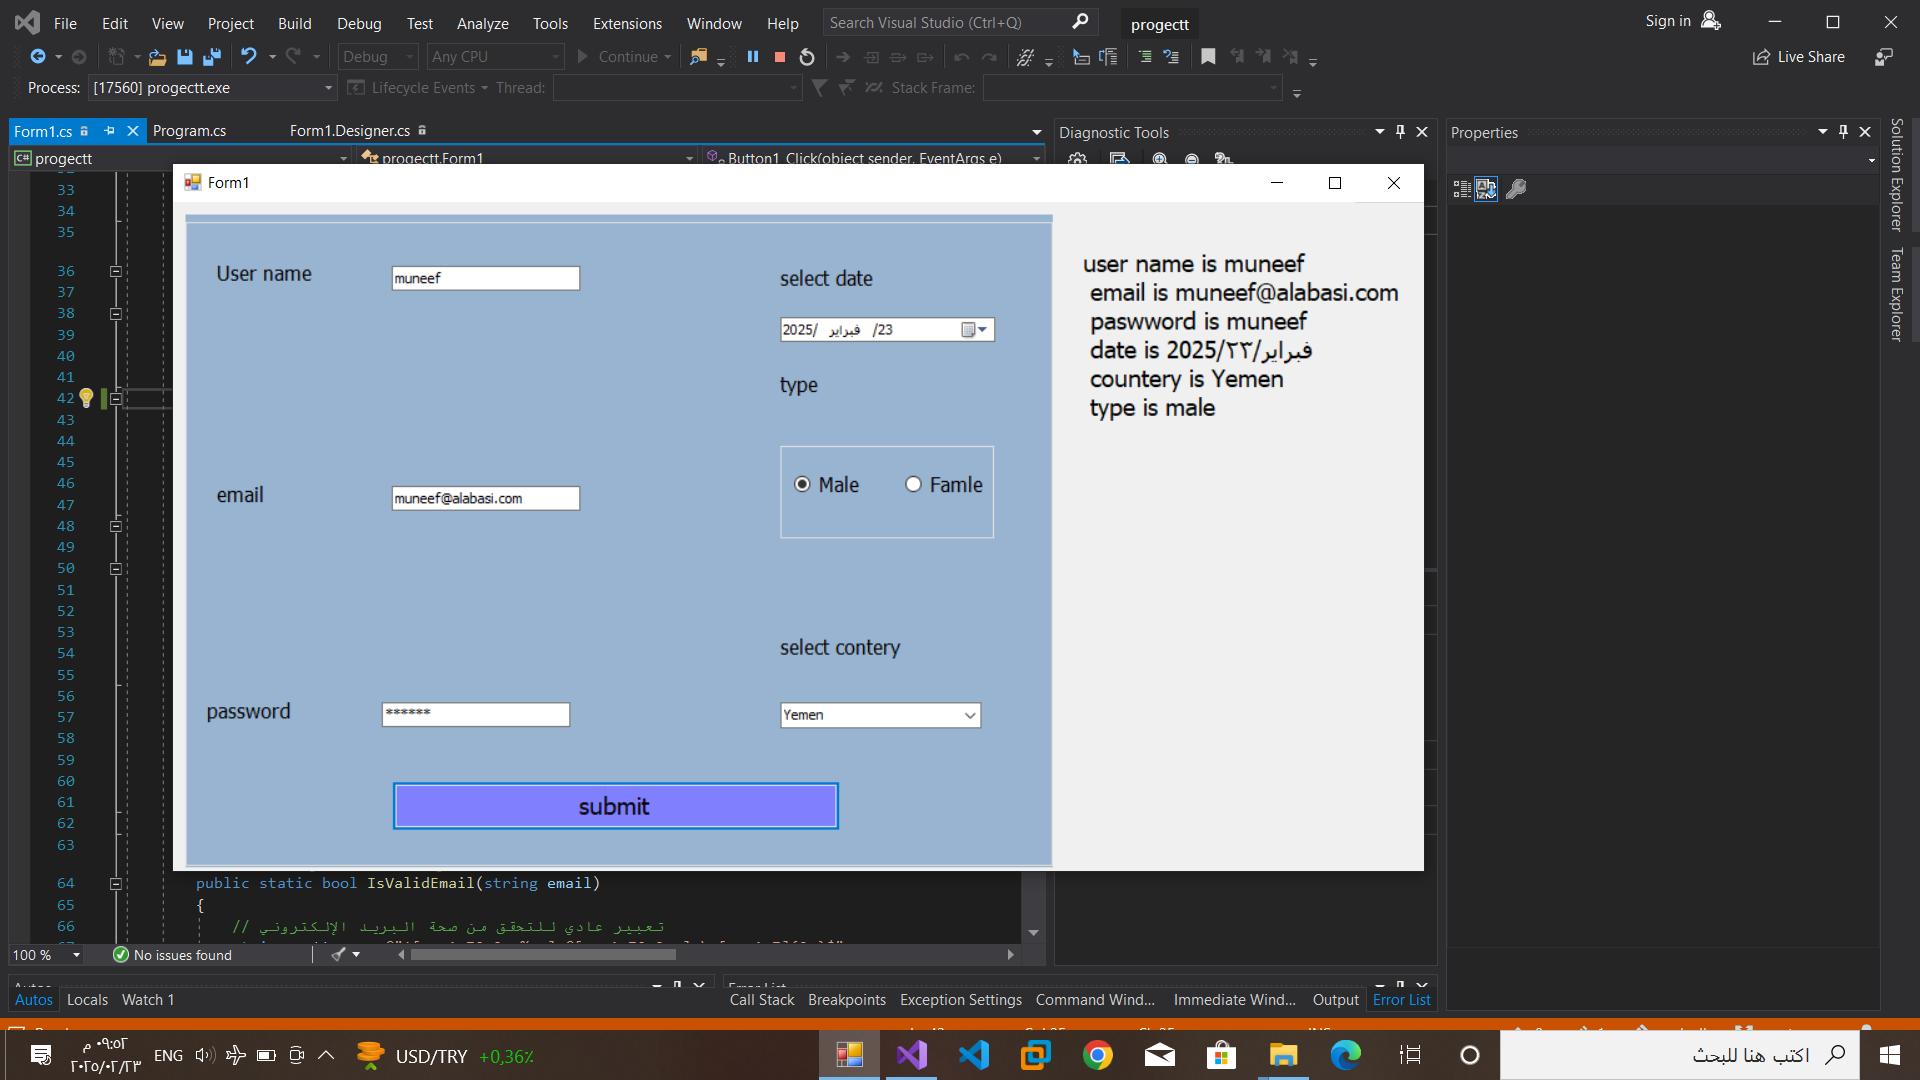 File Edit View Project Build Debug Test Analyze Tools Extensions Window Help Search Visual Studio (Ctrl+Q) progectt Sign in
Debug Any CPU Continue Live Share
Process: [17560] progectt.exe Lifecycle Events Thread: Stack Frame:
Form1.cs Program.cs Form1.Designer.cs
Diagnostic Tools
Properties
Solution Explorer
Team Explorer
C# progectt progectt.Form1 Button1_Click(object sender, EventArgs e)
Form1
User name muneef
select date
2025/ فبراير /23
type
Male Famle
email muneef@alabasi.com
select contery
password ******
Yemen
submit
user name is muneef
email is muneef@alabasi.com
paswword is muneef
date is 2025/فبراير/٢٣
countery is Yemen
type is male
33
34
35
36
37
38
39
40
41
42
43
44
45
46
47
48
49
50
51
52
53
54
55
56
57
58
59
60
61
62
63
64 public static bool IsValidEmail(string email)
65 {
66 // تعبير عادي للتحقق من صحة البريد الإلكتروني
100 % No issues found
Autos
Error List
Autos Locals Watch 1
Call Stack Breakpoints Exception Settings Command Wind... Immediate Wind... Output Error List
٠٩:٥٢ م
٢٠٢٥/٠٢/٢٣
ENG
USD/TRY +0,36٪
اكتب هنا للبحث